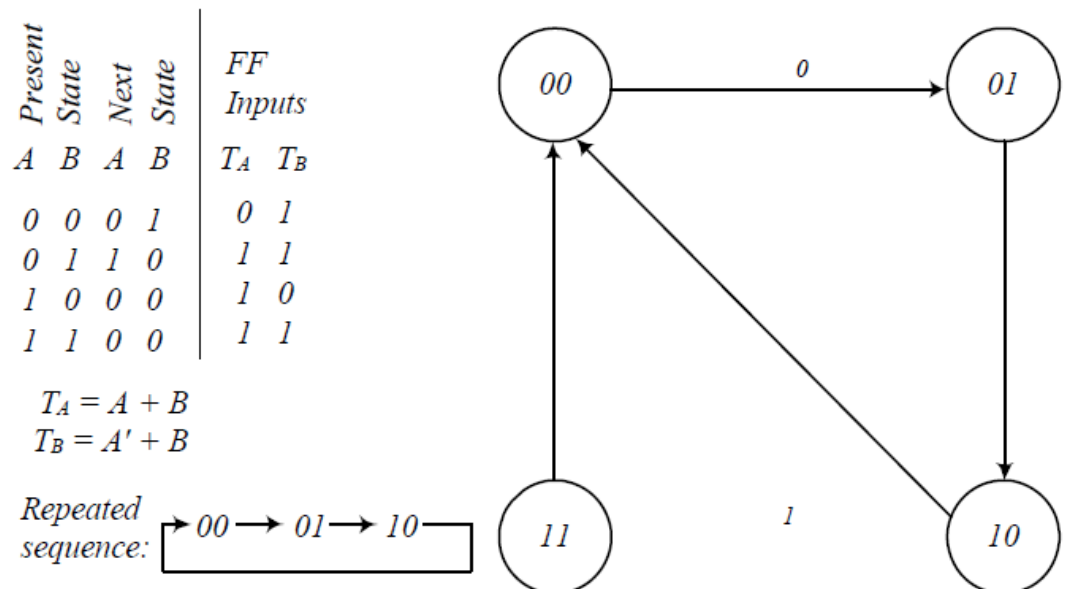 Present State Next State
FF
Inputs
A B A B T_A T_B
0 0 0 1 0 1
0 1 1 0 1 1
1 0 0 0 1 0
1 1 0 0 1 1
T_A = A + B
T_B = A' + B
Repeated
sequence:
00 01 10
00
0
01
11
1
10